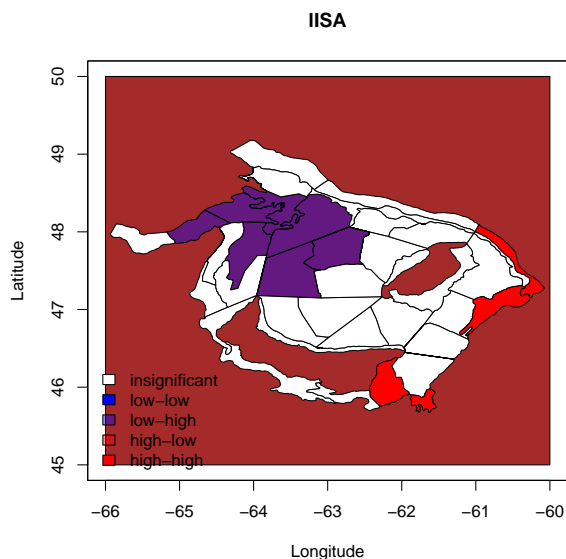 IISA
50
49
48
47
46
45
Latitude
insignificant
low−low
low−high
high−low
high−high
−66 −65 −64 −63 −62 −61 −60
Longitude